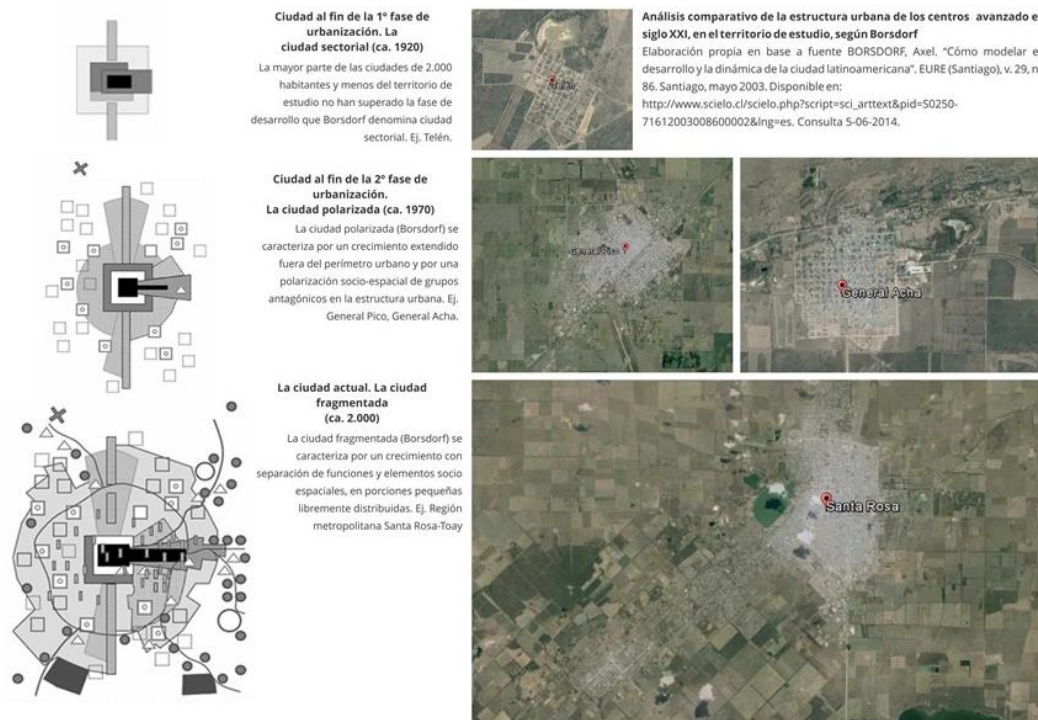 Ciudad al fin de la 1º fase de
urbanización. La
ciudad sectorial (ca. 1920)
La mayor parte de las ciudades de 2.000
habitantes y menos del territorio de
estudio no han superado la fase de
desarrollo que Borsdorf denomina ciudad
sectorial. Ej. Telén.
Telén
Análisis comparativo de la estructura urbana de los centros avanzado e
siglo XXI, en el territorio de estudio, según Borsdorf
Elaboración propia en base a fuente BORSDORF, Axel. "Cómo modelar e
desarrollo y la dinámica de la ciudad latinoamericana". EURE (Santiago), v. 29, n
86. Santiago, mayo 2003. Disponible en:
http://www.scielo.cl/scielo.php?script=sci_arttext&pid=S0250-
71612003008600002&lng=es. Consulta 5-06-2014.
Ciudad al fin de la 2º fase de
urbanización.
La ciudad polarizada (ca. 1970)
La ciudad polarizada (Borsdorf) se
caracteriza por un crecimiento extendido
fuera del perímetro urbano y por una
polarización socio-espacial de grupos
antagónicos en la estructura urbana. Ej.
General Pico, General Acha.
General Pico
General Acha
La ciudad actual. La ciudad
fragmentada
(ca. 2.000)
La ciudad fragmentada (Borsdorf) se
caracteriza por un crecimiento con
separación de funciones y elementos socio
espaciales, en porciones pequeñas
libremente distribuidas. Ej. Región
metropolitana Santa Rosa-Toay
Santa Rosa